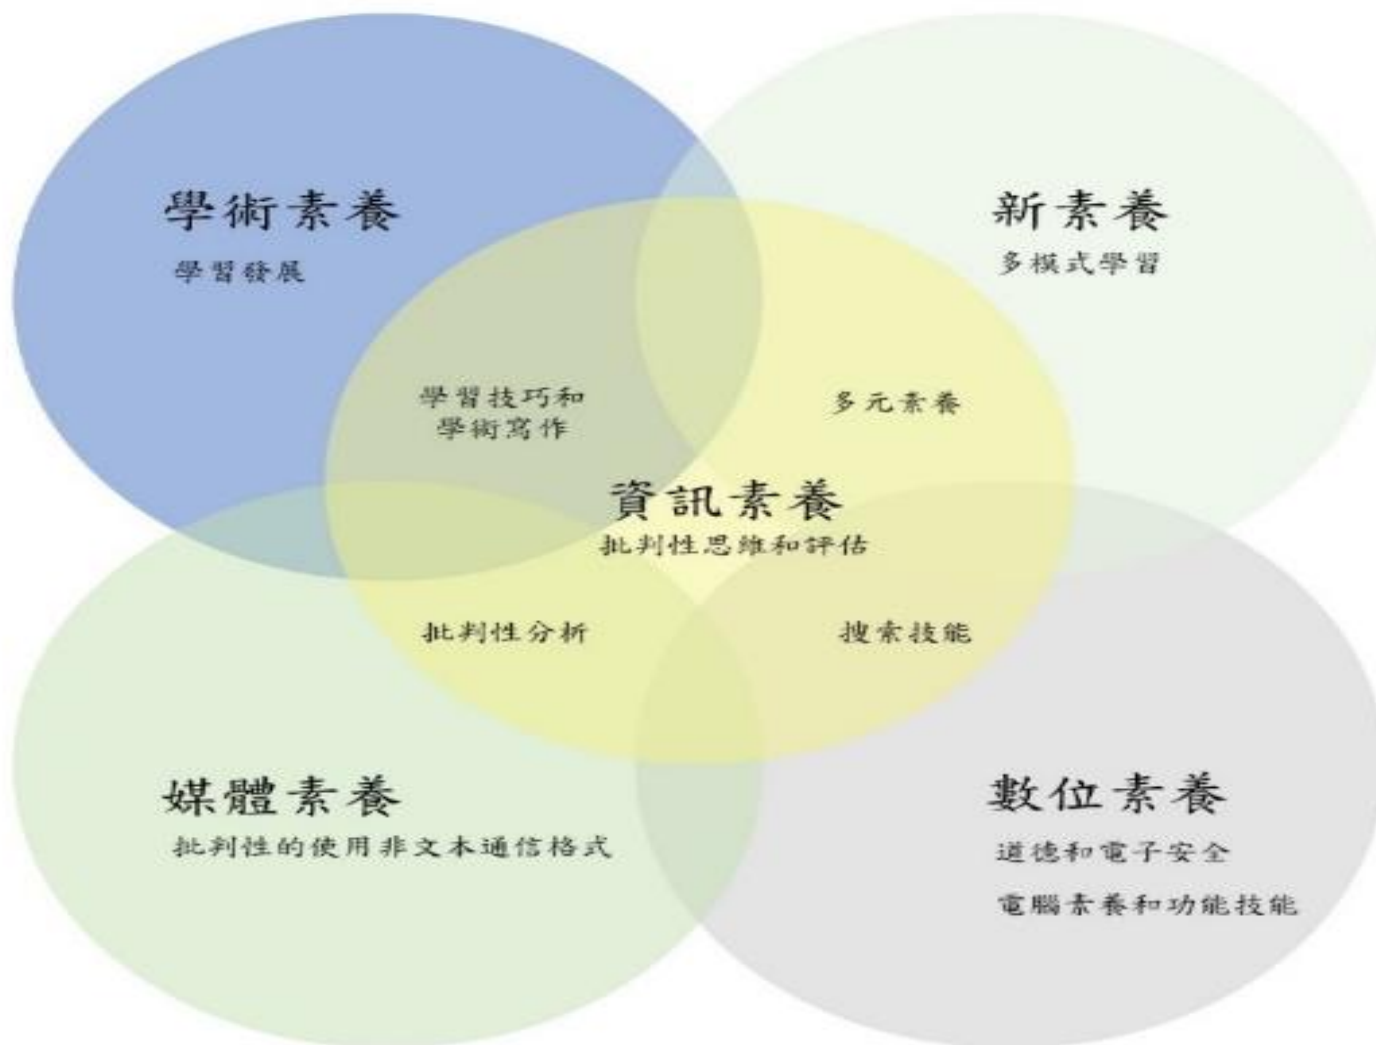 學術素養
學習發展
新素養
多模式學習
學習技巧和
學術寫作
多元素養
資訊素養
批判性思維和評估
批判性分析
搜索技能
媒體素養
批判性的使用非文本通信格式
數位素養
道德和電子安全
電腦素養和功能技能